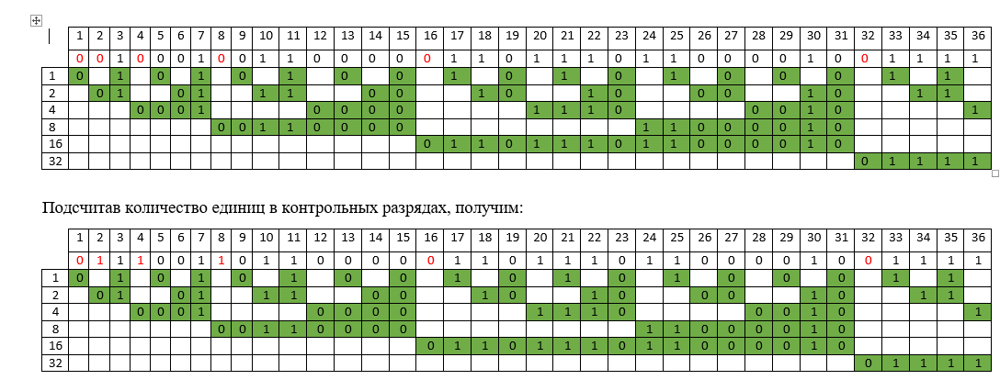 1 2 3 4 5 6 7 8 9 10 11 12 13 14 15 16 17 18 19 20 21 22 23 24 25 26 27 28 29 30 31 32 33 34 35 36
0 0 1 0 0 0 1 0 0 1 1 0 0 0 0 0 1 1 0 1 1 1 0 1 1 0 0 0 0 1 0 0 1 1 1 1
1 0 1 0 1 0 1 0 0 1 0 1 0 1 0 0 0 1 1
2 0 1 0 1 1 1 0 0 1 0 1 0 0 0 1 0 1 1
4 0 0 0 1 0 0 0 0 1 1 1 0 0 0 1 0 1
8 0 0 1 1 0 0 0 0 1 1 0 0 0 0 1 0
16 0 1 1 0 1 1 1 0 1 1 0 0 0 0 1 0
32 0 1 1 1 1
Подсчитав количество единиц в контрольных разрядах, получим:
1 2 3 4 5 6 7 8 9 10 11 12 13 14 15 16 17 18 19 20 21 22 23 24 25 26 27 28 29 30 31 32 33 34 35 36
0 1 1 1 0 0 1 1 0 1 1 0 0 0 0 0 1 1 0 1 1 1 0 1 1 0 0 0 0 1 0 0 1 1 1 1
1 0 1 0 1 0 1 0 0 1 0 1 0 1 0 0 0 1 1
2 0 1 0 1 1 1 0 0 1 0 1 0 0 0 1 0 1 1
4 0 0 0 1 0 0 0 0 1 1 1 0 0 0 1 0 1
8 0 0 1 1 0 0 0 0 1 1 0 0 0 0 1 0
16 0 1 1 0 1 1 1 0 1 1 0 0 0 0 1 0
32 0 1 1 1 1